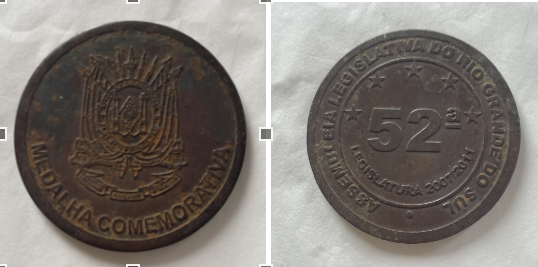 MEDALHA COMEMORATIVA
ASSEMBLEIA LEGISLATIVA DO RIO GRANDE DO SUL
52ª
LEGISLATURA 2007/2011